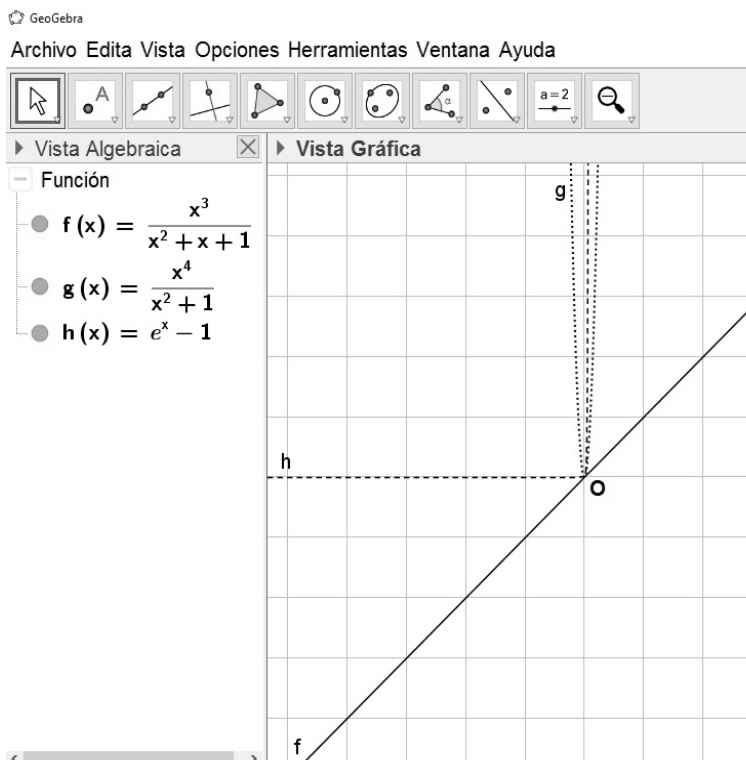 GeoGebra
Archivo Edita Vista Opciones Herramientas Ventana Ayuda
A
α
a=2
Vista Algebraica
Vista Gráfica
Función
f (x) = x³ / (x² + x + 1)
g (x) = x⁴ / (x² + 1)
h (x) = eˣ − 1
g
h
O
f